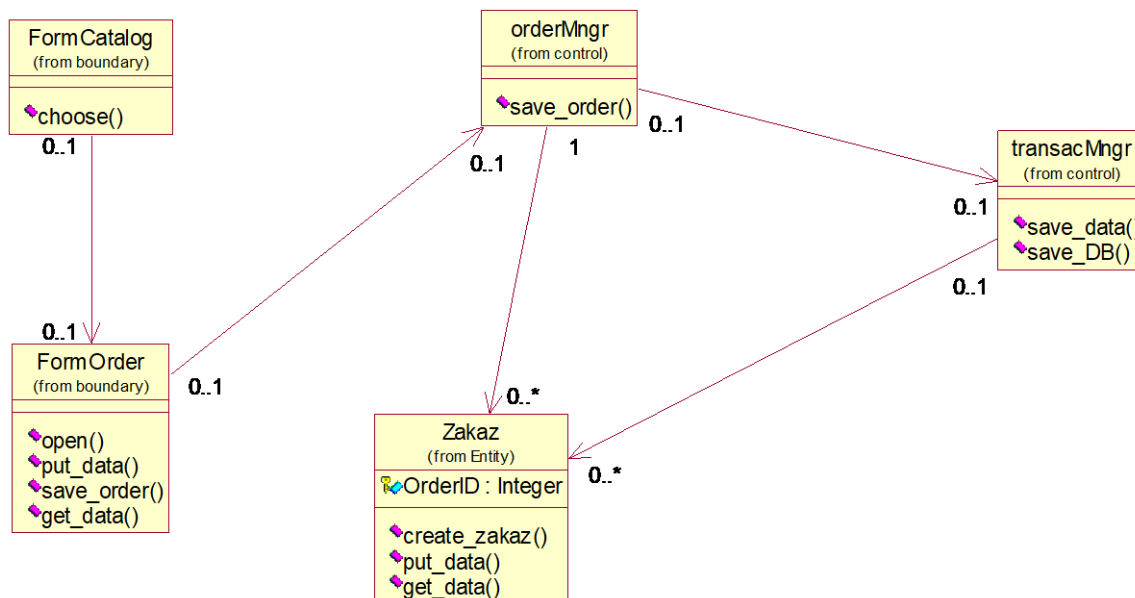 FormCatalog
(from boundary)
choose()
0..1
0..1
FormOrder
(from boundary)
open()
put_data()
save_order()
get_data()
0..1
orderMngr
(from control)
save_order()
0..1
1
0..1
transacMngr
(from control)
save_data()
save_DB()
0..1
0..1
0..*
Zakaz
(from Entity)
OrderID : Integer
create_zakaz()
put_data()
get_data()
0..*